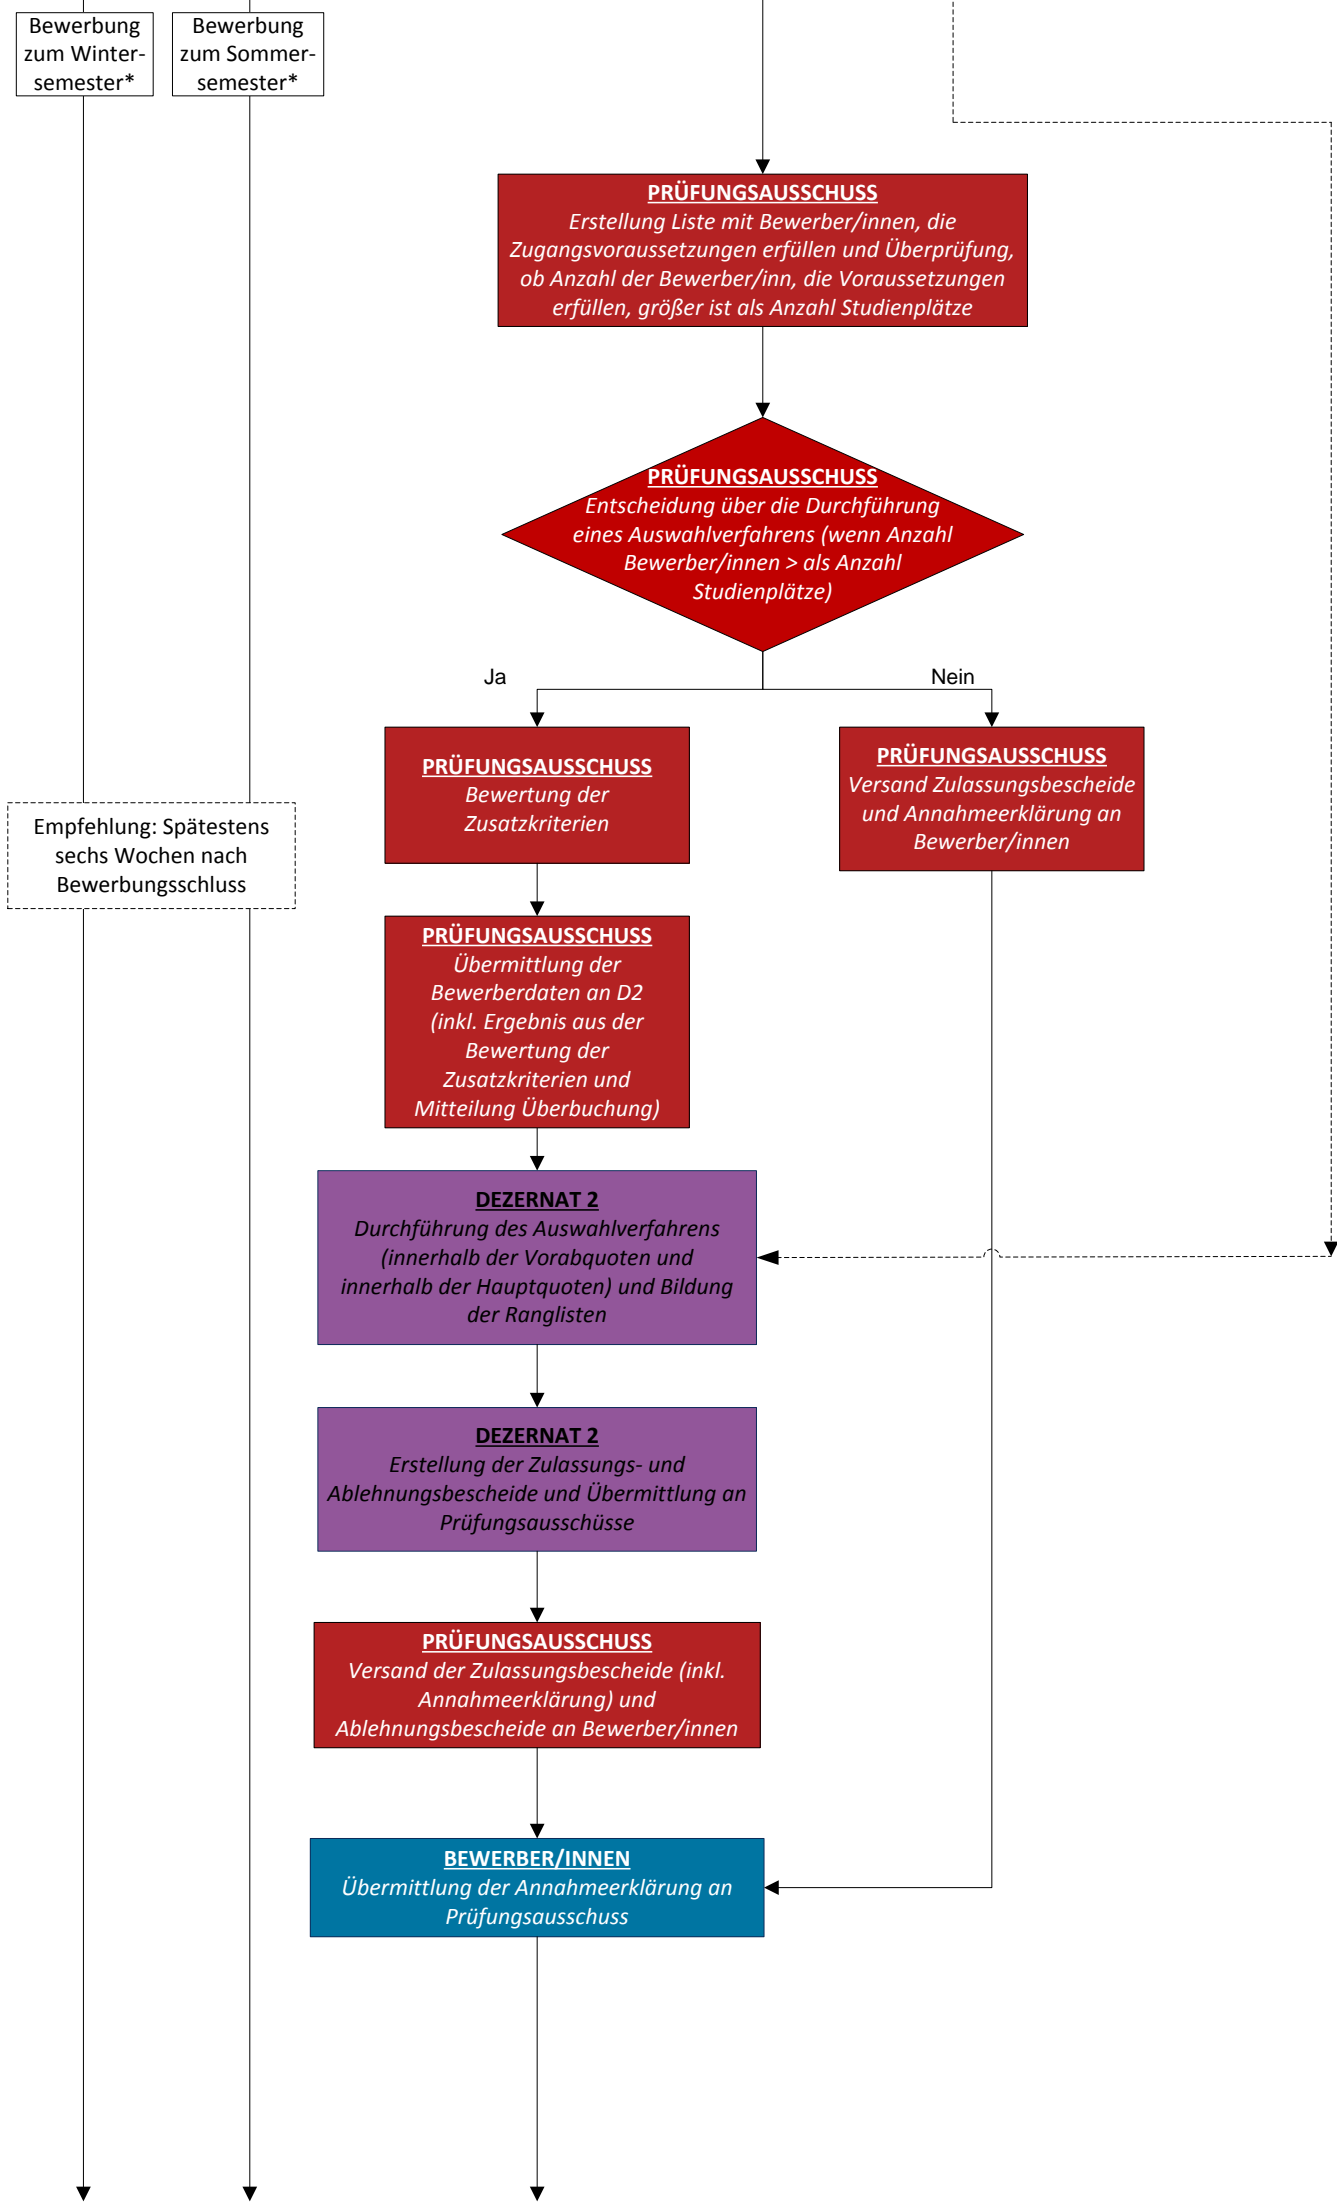 Bewerbung
zum Winter-
semester*
Bewerbung
zum Sommer-
semester*
PRÜFUNGSAUSSCHUSS
Erstellung Liste mit Bewerber/innen, die
Zugangsvoraussetzungen erfüllen und Überprüfung,
ob Anzahl der Bewerber/inn, die Voraussetzungen
erfüllen, größer ist als Anzahl Studienplätze
PRÜFUNGSAUSSCHUSS
Entscheidung über die Durchführung
eines Auswahlverfahrens (wenn Anzahl
Bewerber/innen > als Anzahl
Studienplätze)
Ja
Nein
PRÜFUNGSAUSSCHUSS
Bewertung der
Zusatzkriterien
PRÜFUNGSAUSSCHUSS
Versand Zulassungsbescheide
und Annahmeerklärung an
Bewerber/innen
Empfehlung: Spätestens
sechs Wochen nach
Bewerbungsschluss
PRÜFUNGSAUSSCHUSS
Übermittlung der
Bewerberdaten an D2
(inkl. Ergebnis aus der
Bewertung der
Zusatzkriterien und
Mitteilung Überbuchung)
DEZERNAT 2
Durchführung des Auswahlverfahrens
(innerhalb der Vorabquoten und
innerhalb der Hauptquoten) und Bildung
der Ranglisten
DEZERNAT 2
Erstellung der Zulassungs- und
Ablehnungsbescheide und Übermittlung an
Prüfungsausschüsse
PRÜFUNGSAUSSCHUSS
Versand der Zulassungsbescheide (inkl.
Annahmeerklärung) und
Ablehnungsbescheide an Bewerber/innen
BEWERBER/INNEN
Übermittlung der Annahmeerklärung an
Prüfungsausschuss